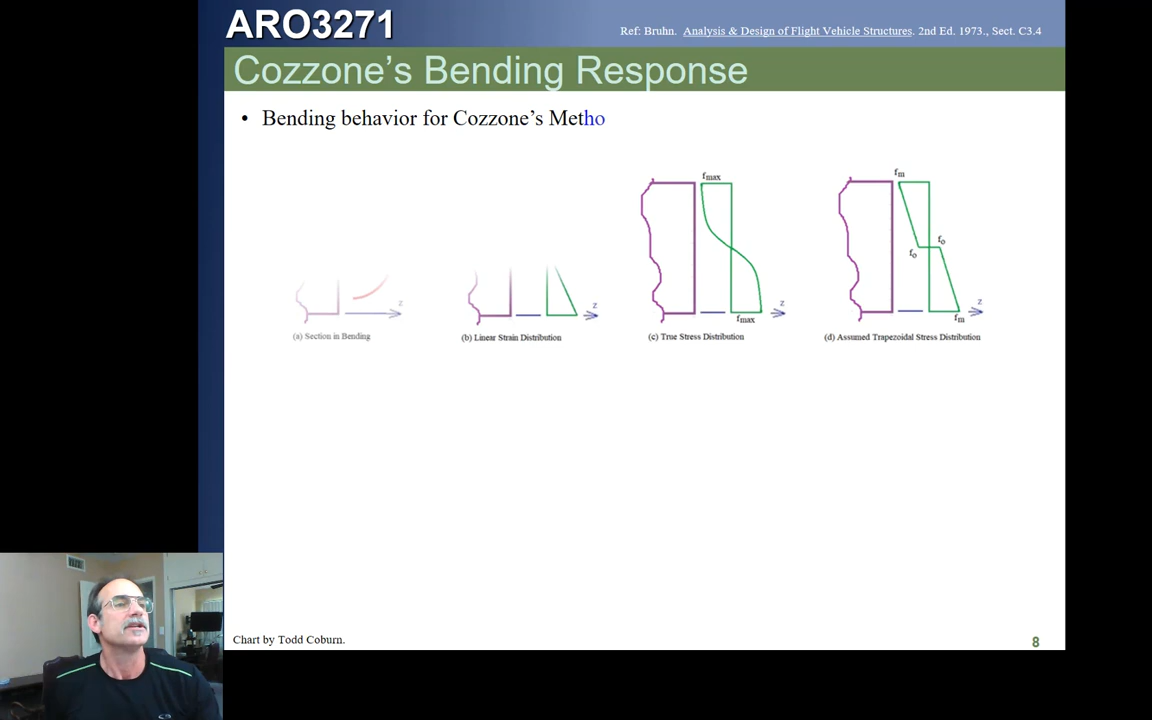 ARO3271
Ref: Bruhn. Analysis & Design of Flight Vehicle Structures. 2nd Ed. 1973., Sect. C3.4
Cozzone's Bending Response
• Bending behavior for Cozzone's Metho
fmax
fm
fo
fo
z
z
z
z
fmax
fm
(a) Section in Bending
(b) Linear Strain Distribution
(c) True Stress Distribution
(d) Assumed Trapezoidal Stress Distribution
Chart by Todd Coburn.
8